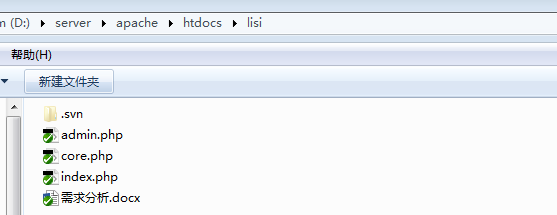 m (D:) server apache htdocs lisi
帮助(H)
新建文件夹
.svn
admin.php
core.php
index.php
需求分析.docx